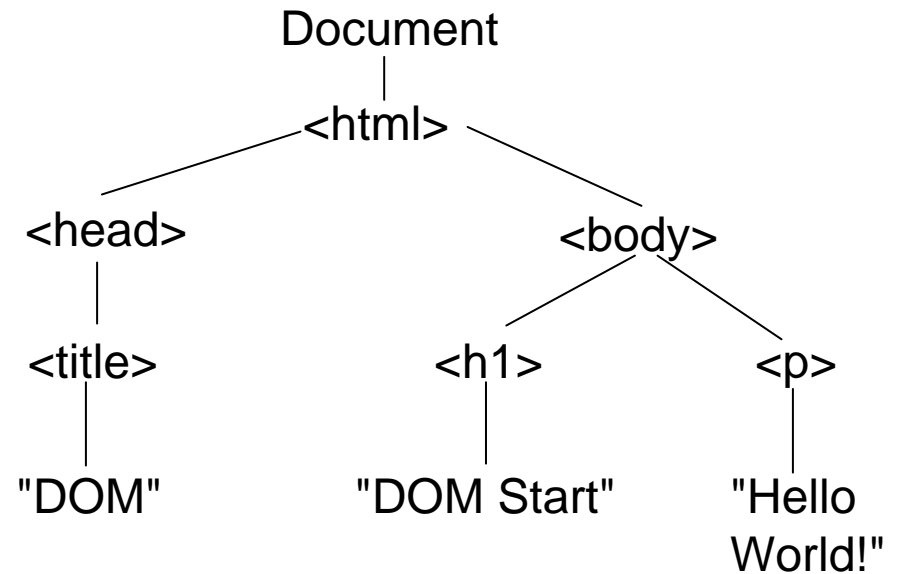 Document
<html>
<head> <body>
<title> <h1> <p>
"DOM" "DOM Start" "Hello
World!"